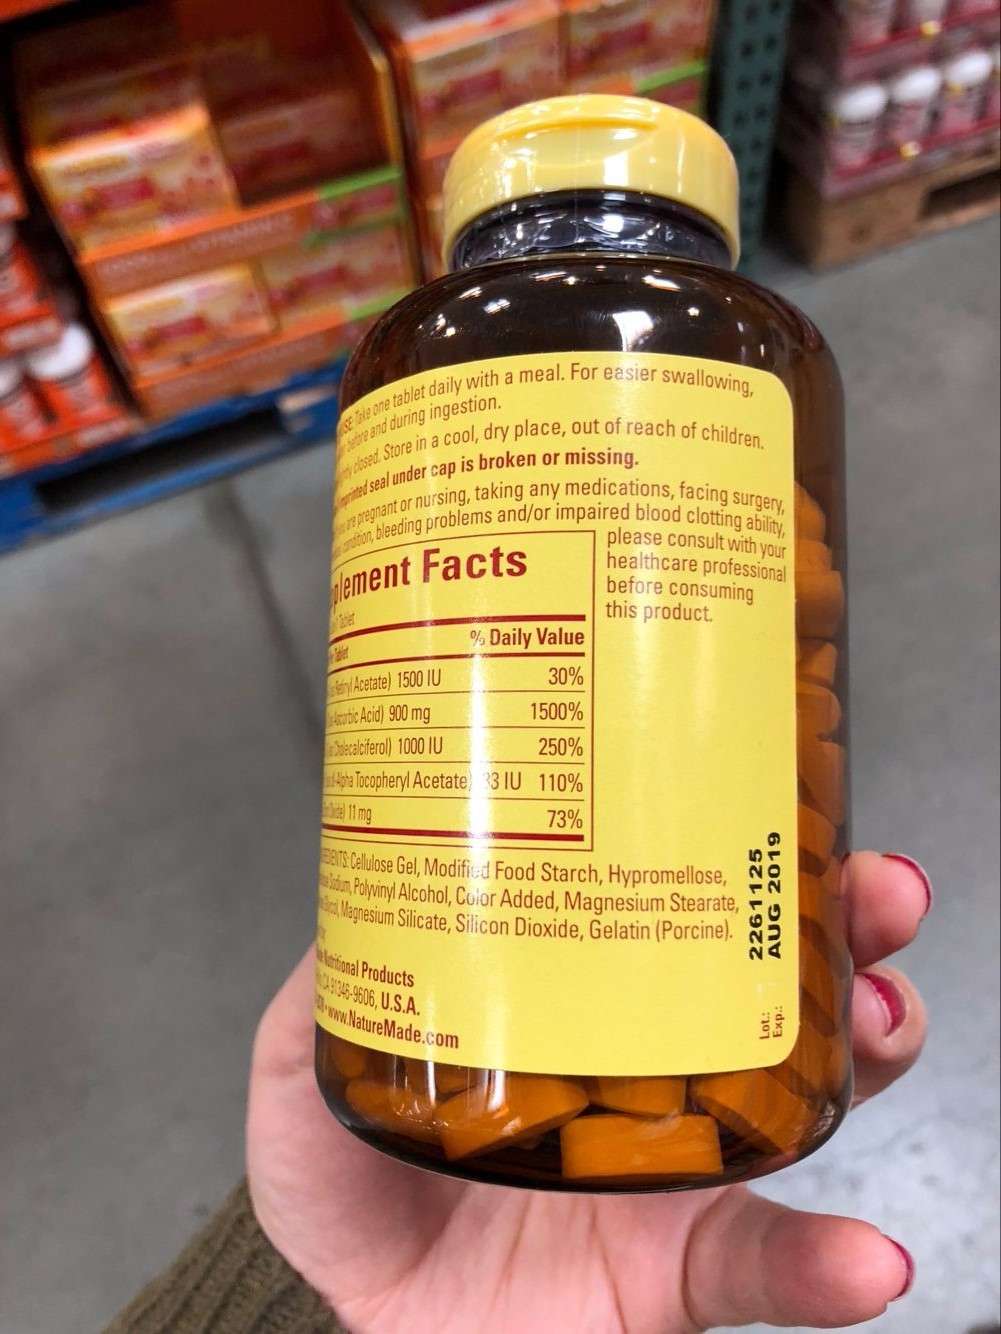 Take one tablet daily with a meal. For easier swallowing,
before and during ingestion.
closed. Store in a cool, dry place, out of reach of children.
imprinted seal under cap is broken or missing.
are pregnant or nursing, taking any medications, facing surgery,
condition, bleeding problems and/or impaired blood clotting ability,
please consult with your
healthcare professional
before consuming
this product.
plement Facts
Tablet
Tablet % Daily Value
Retinyl Acetate) 1500 IU 30%
Ascorbic Acid) 900 mg 1500%
Cholecalciferol) 1000 IU 250%
Alpha Tocopheryl Acetate) 33 IU 110%
11 mg 73%
Cellulose Gel, Modified Food Starch, Hypromellose,
Sodium, Polyvinyl Alcohol, Color Added, Magnesium Stearate,
Magnesium Silicate, Silicon Dioxide, Gelatin (Porcine).
Nutritional Products
CA 91346-9606, U.S.A.
www.NatureMade.com
Lot.: 2261125
Exp.: AUG 2019